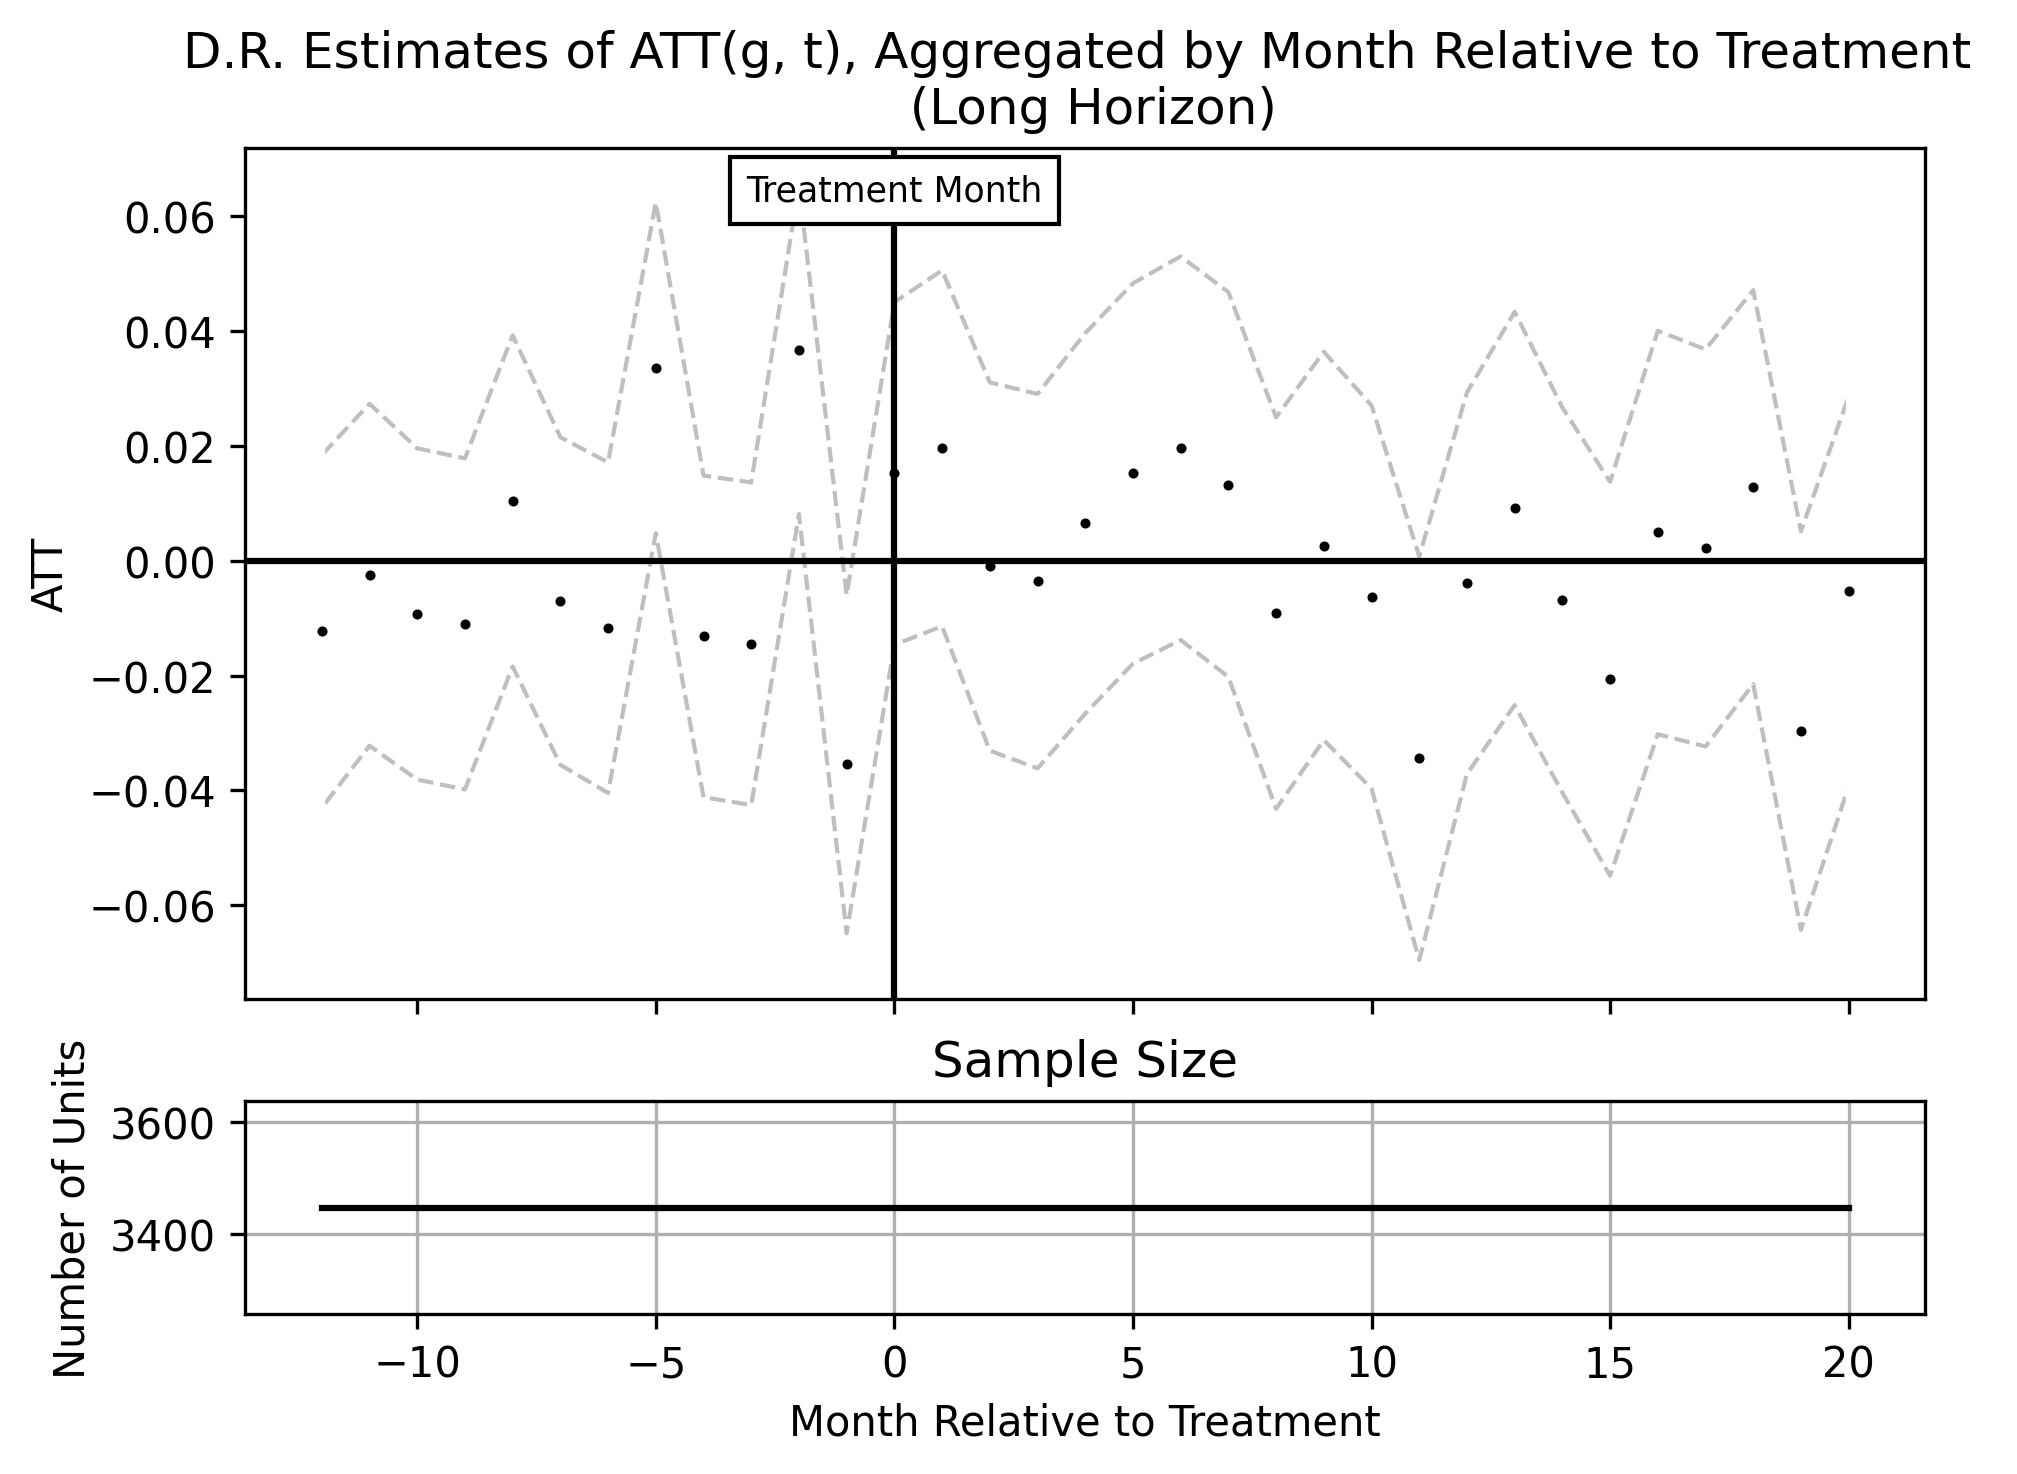 D.R. Estimates of ATT(g, t), Aggregated by Month Relative to Treatment
(Long Horizon)
Treatment Month
ATT
0.06
0.04
0.02
0.00
−0.02
−0.04
−0.06
Sample Size
Number of Units
3600
3400
−10
−5
0
5
10
15
20
Month Relative to Treatment